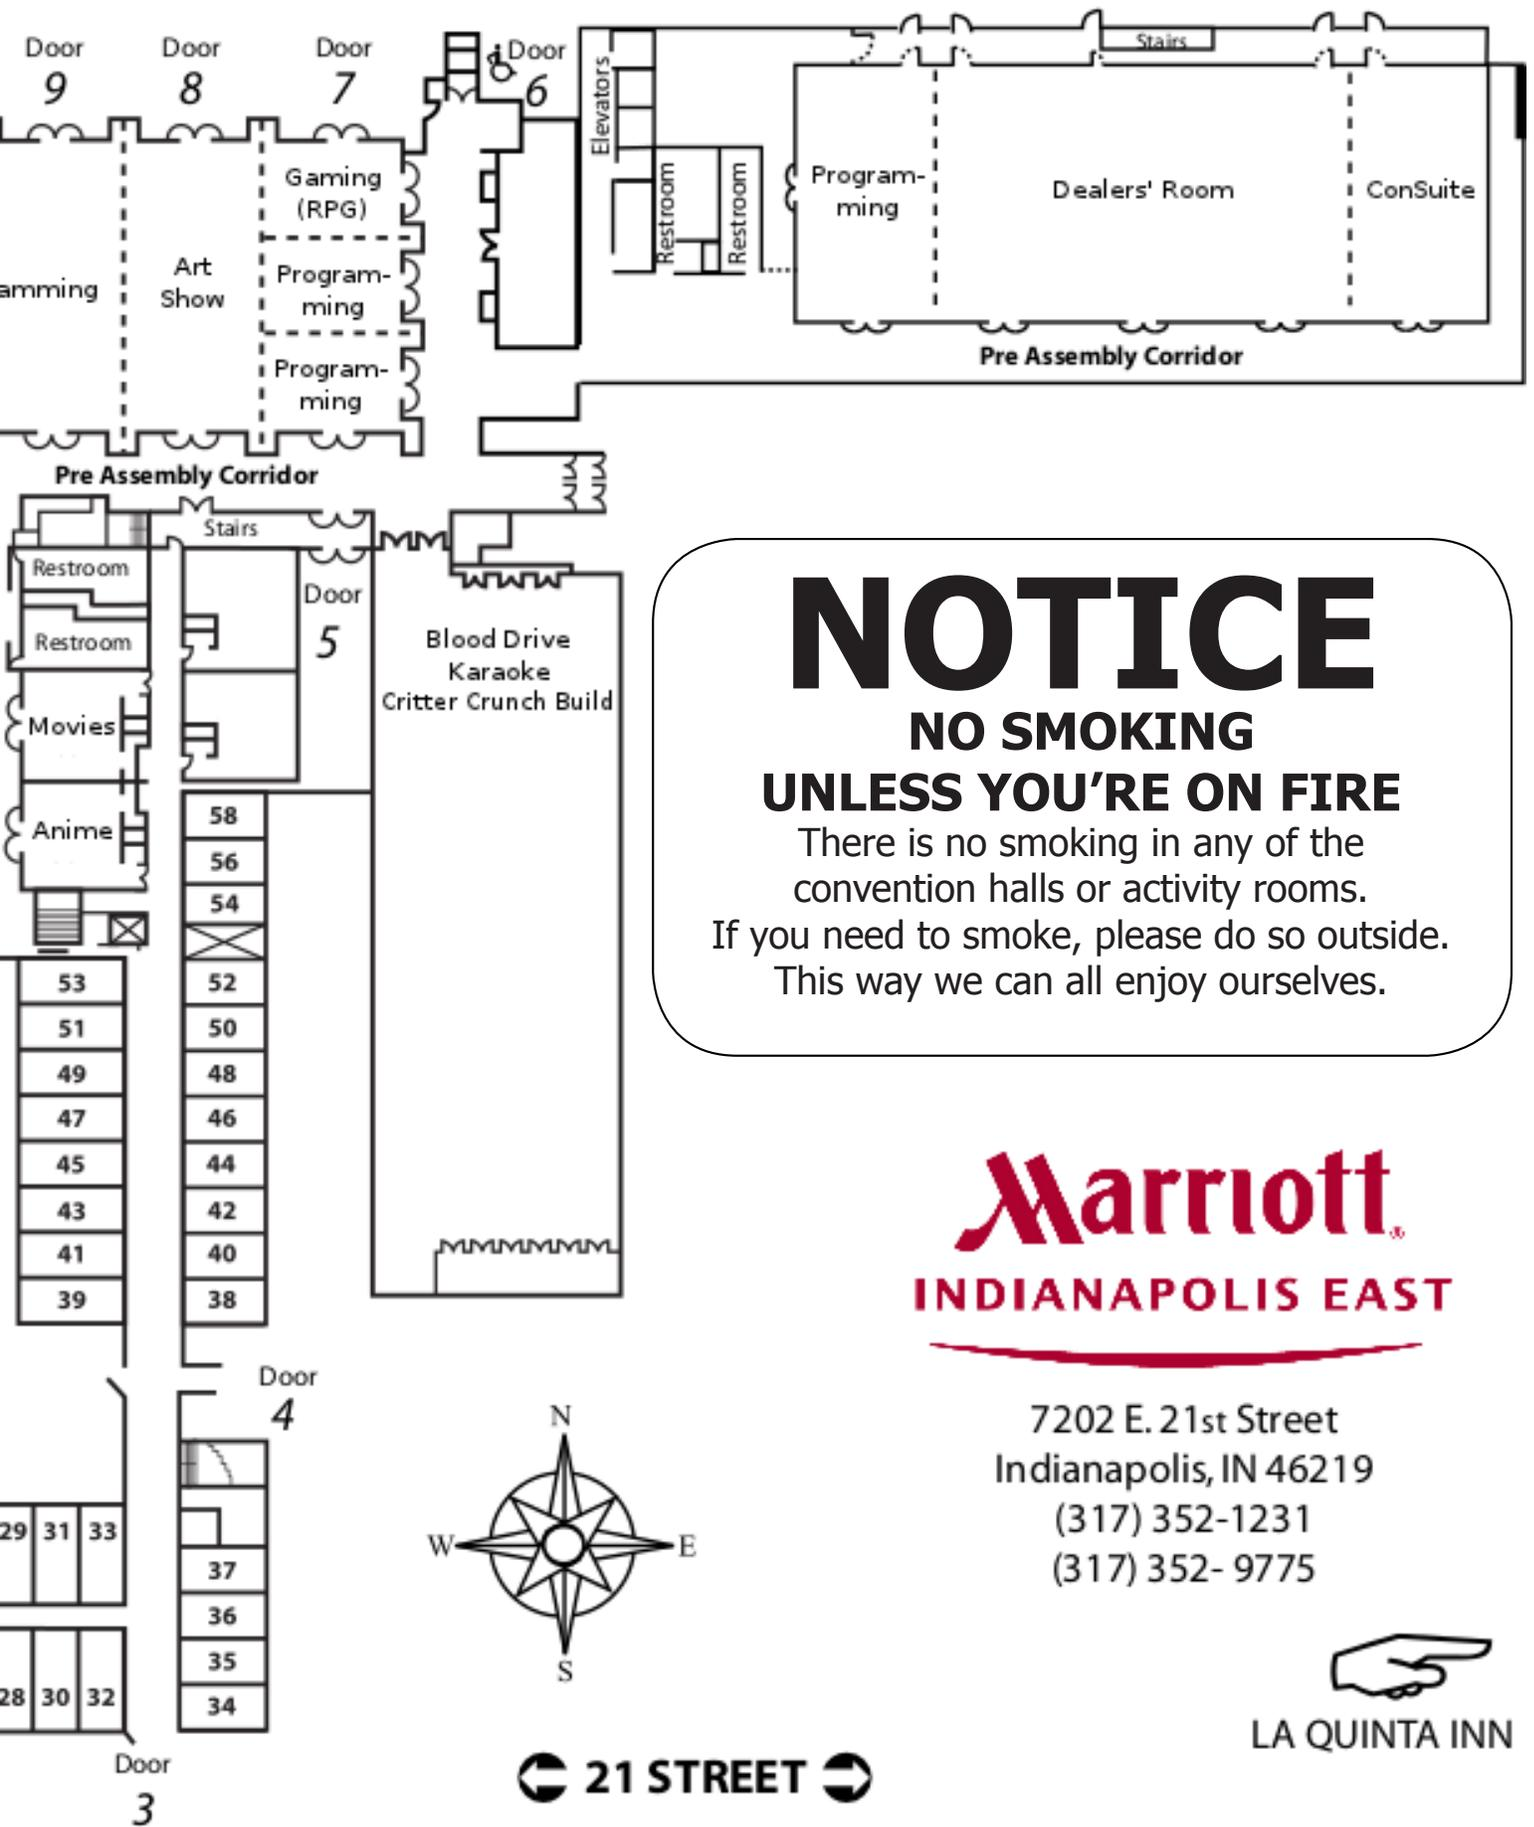 Door
9
Door
8
Door
7
Door
6
Elevators
Stairs
Gaming
(RPG)
Restroom
Restroom
Program-
ming
Dealers' Room
ConSuite
amming
Art
Show
Program-
ming
Program-
ming
Pre Assembly Corridor
Pre Assembly Corridor
Stairs
Restroom
Restroom
Door
5
Movies
Anime
Blood Drive
Karaoke
Critter Crunch Build
NOTICE
NO SMOKING
UNLESS YOU'RE ON FIRE
There is no smoking in any of the
convention halls or activity rooms.
If you need to smoke, please do so outside.
This way we can all enjoy ourselves.
58
56
54
53
52
51
50
49
48
47
46
45
44
43
42
41
40
39
38
Marriott®
INDIANAPOLIS EAST
7202 E. 21st Street
Indianapolis, IN 46219
(317) 352-1231
(317) 352- 9775
Door
4
N
W
E
S
29
31
33
37
36
35
34
28
30
32
Door
3
21 STREET
LA QUINTA INN